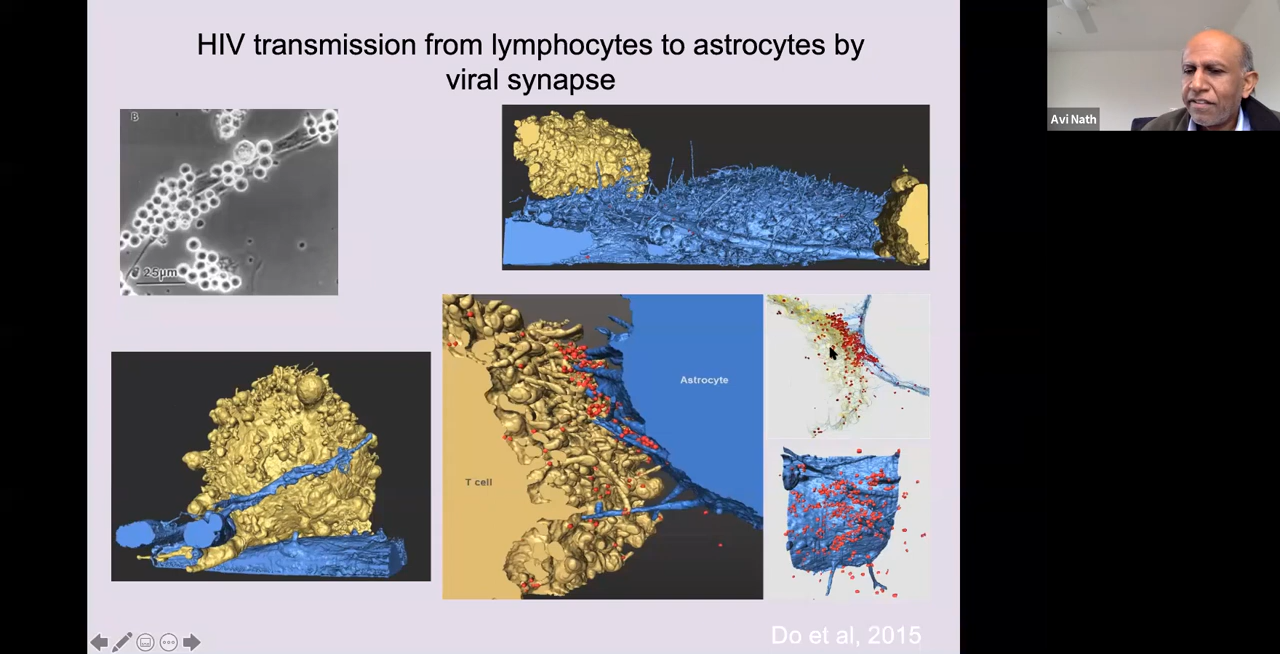 HIV transmission from lymphocytes to astrocytes by
viral synapse
Avi Nath
B
25µm
Astrocyte
T cell
Do et al, 2015